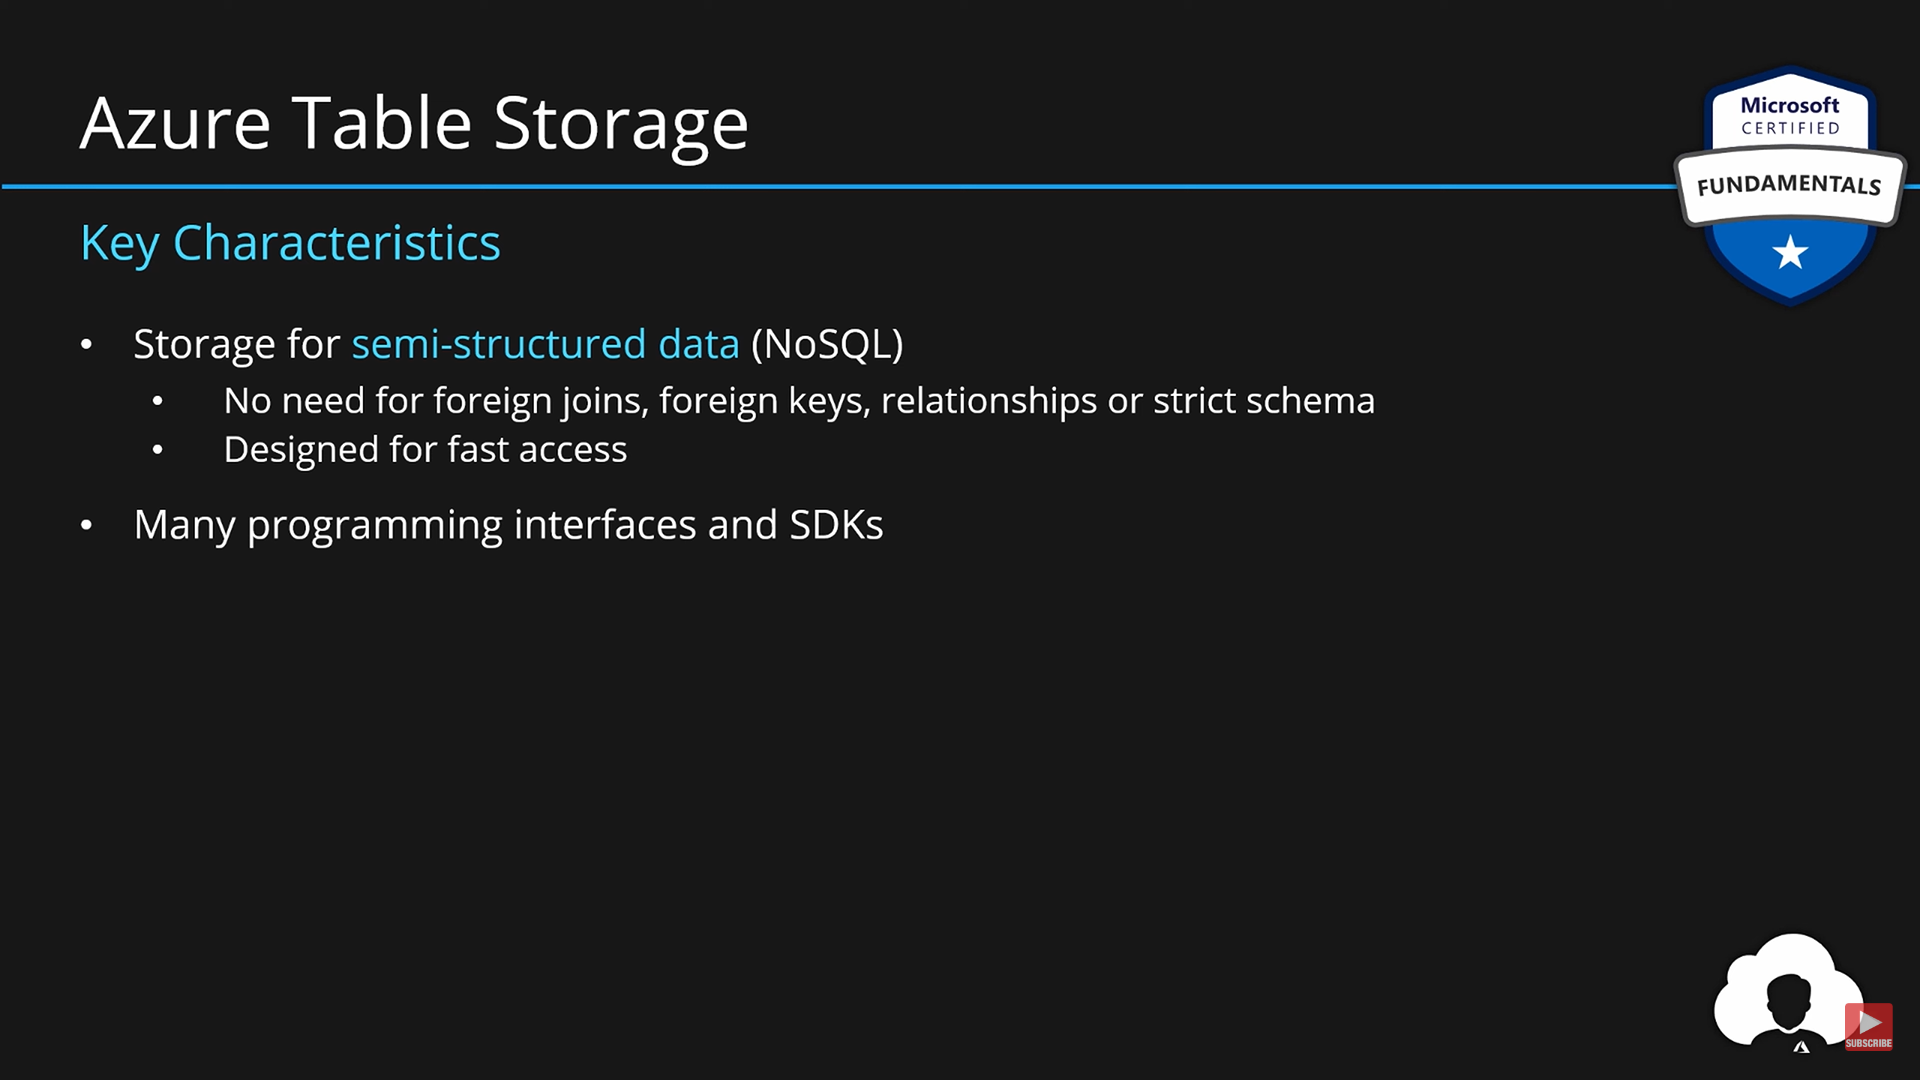 Azure Table Storage
Microsoft
CERTIFIED
FUNDAMENTALS
Key Characteristics
• Storage for semi-structured data (NoSQL)
• No need for foreign joins, foreign keys, relationships or strict schema
• Designed for fast access
• Many programming interfaces and SDKs
SUBSCRIBE